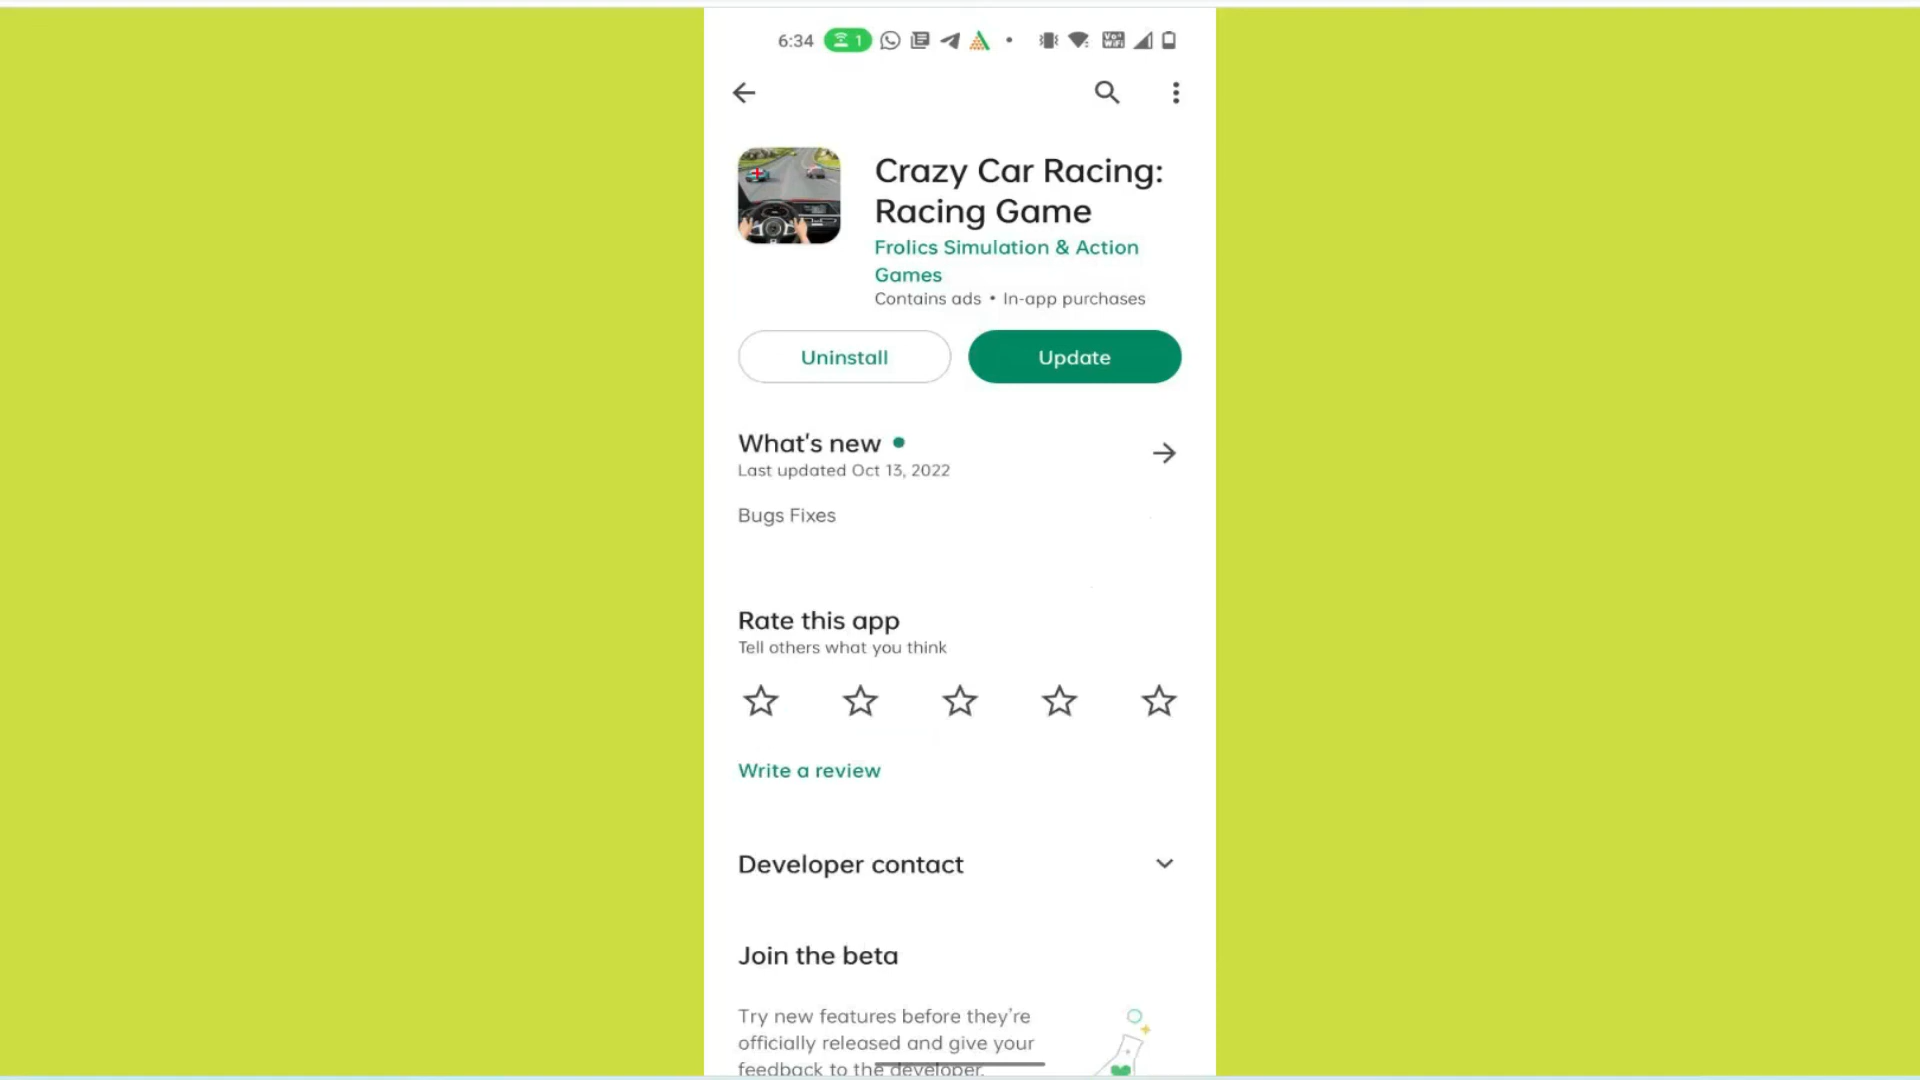 6:34 1 Vo) WiFi
Crazy Car Racing:
Racing Game
Frolics Simulation & Action
Games
Contains ads • In-app purchases
Uninstall
Update
What's new
Last updated Oct 13, 2022
Bugs Fixes
Rate this app
Tell others what you think
Write a review
Developer contact
Join the beta
Try new features before they're
officially released and give your
feedback to the developer.